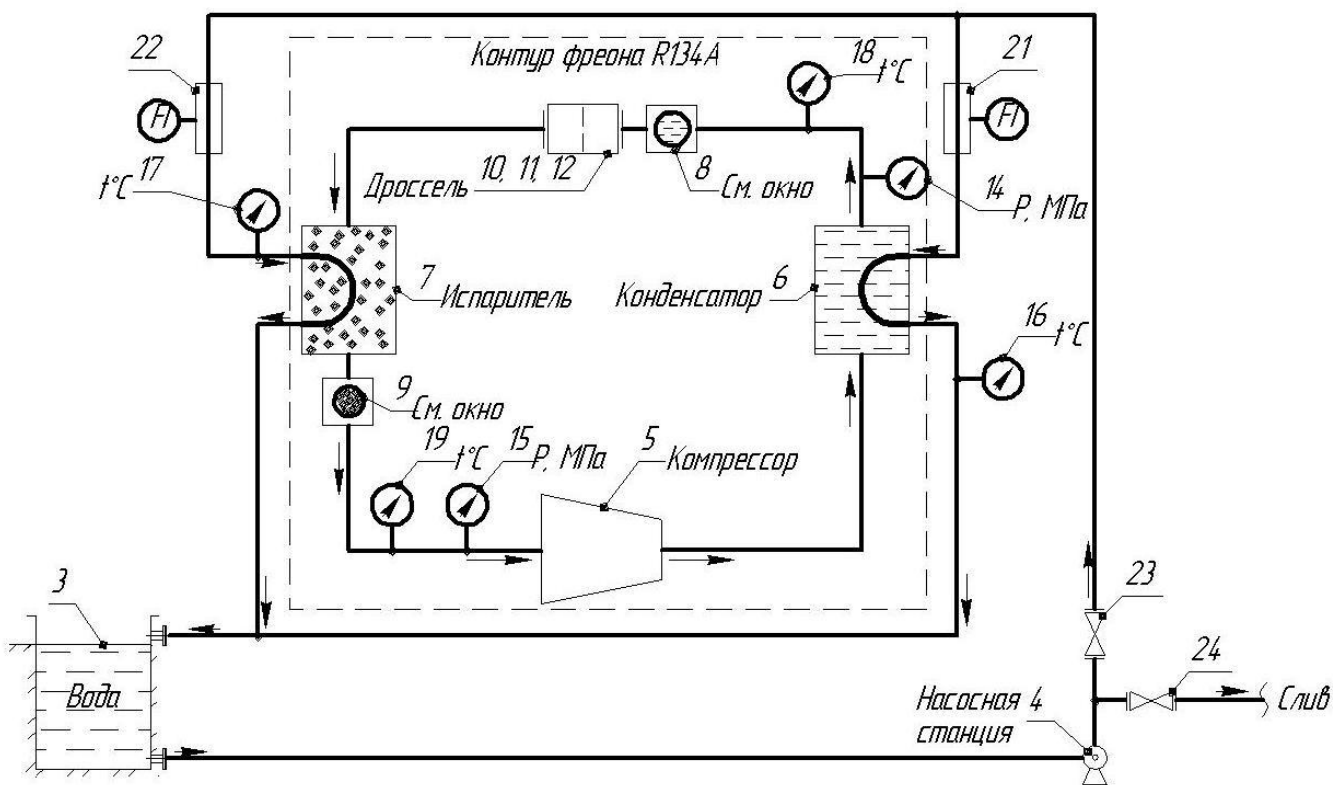 22
Контур фреона R134A
18
t°C
21
FI
FI
17
t°C
10, 11, 12
8
Дроссель
См. окно
14
P, МПа
7
Испаритель
6
Конденсатор
16
t°C
9
См. окно
19
t°C
15
P, МПа
5
Компрессор
3
23
24
Вода
Насосная 4
станция
Слив